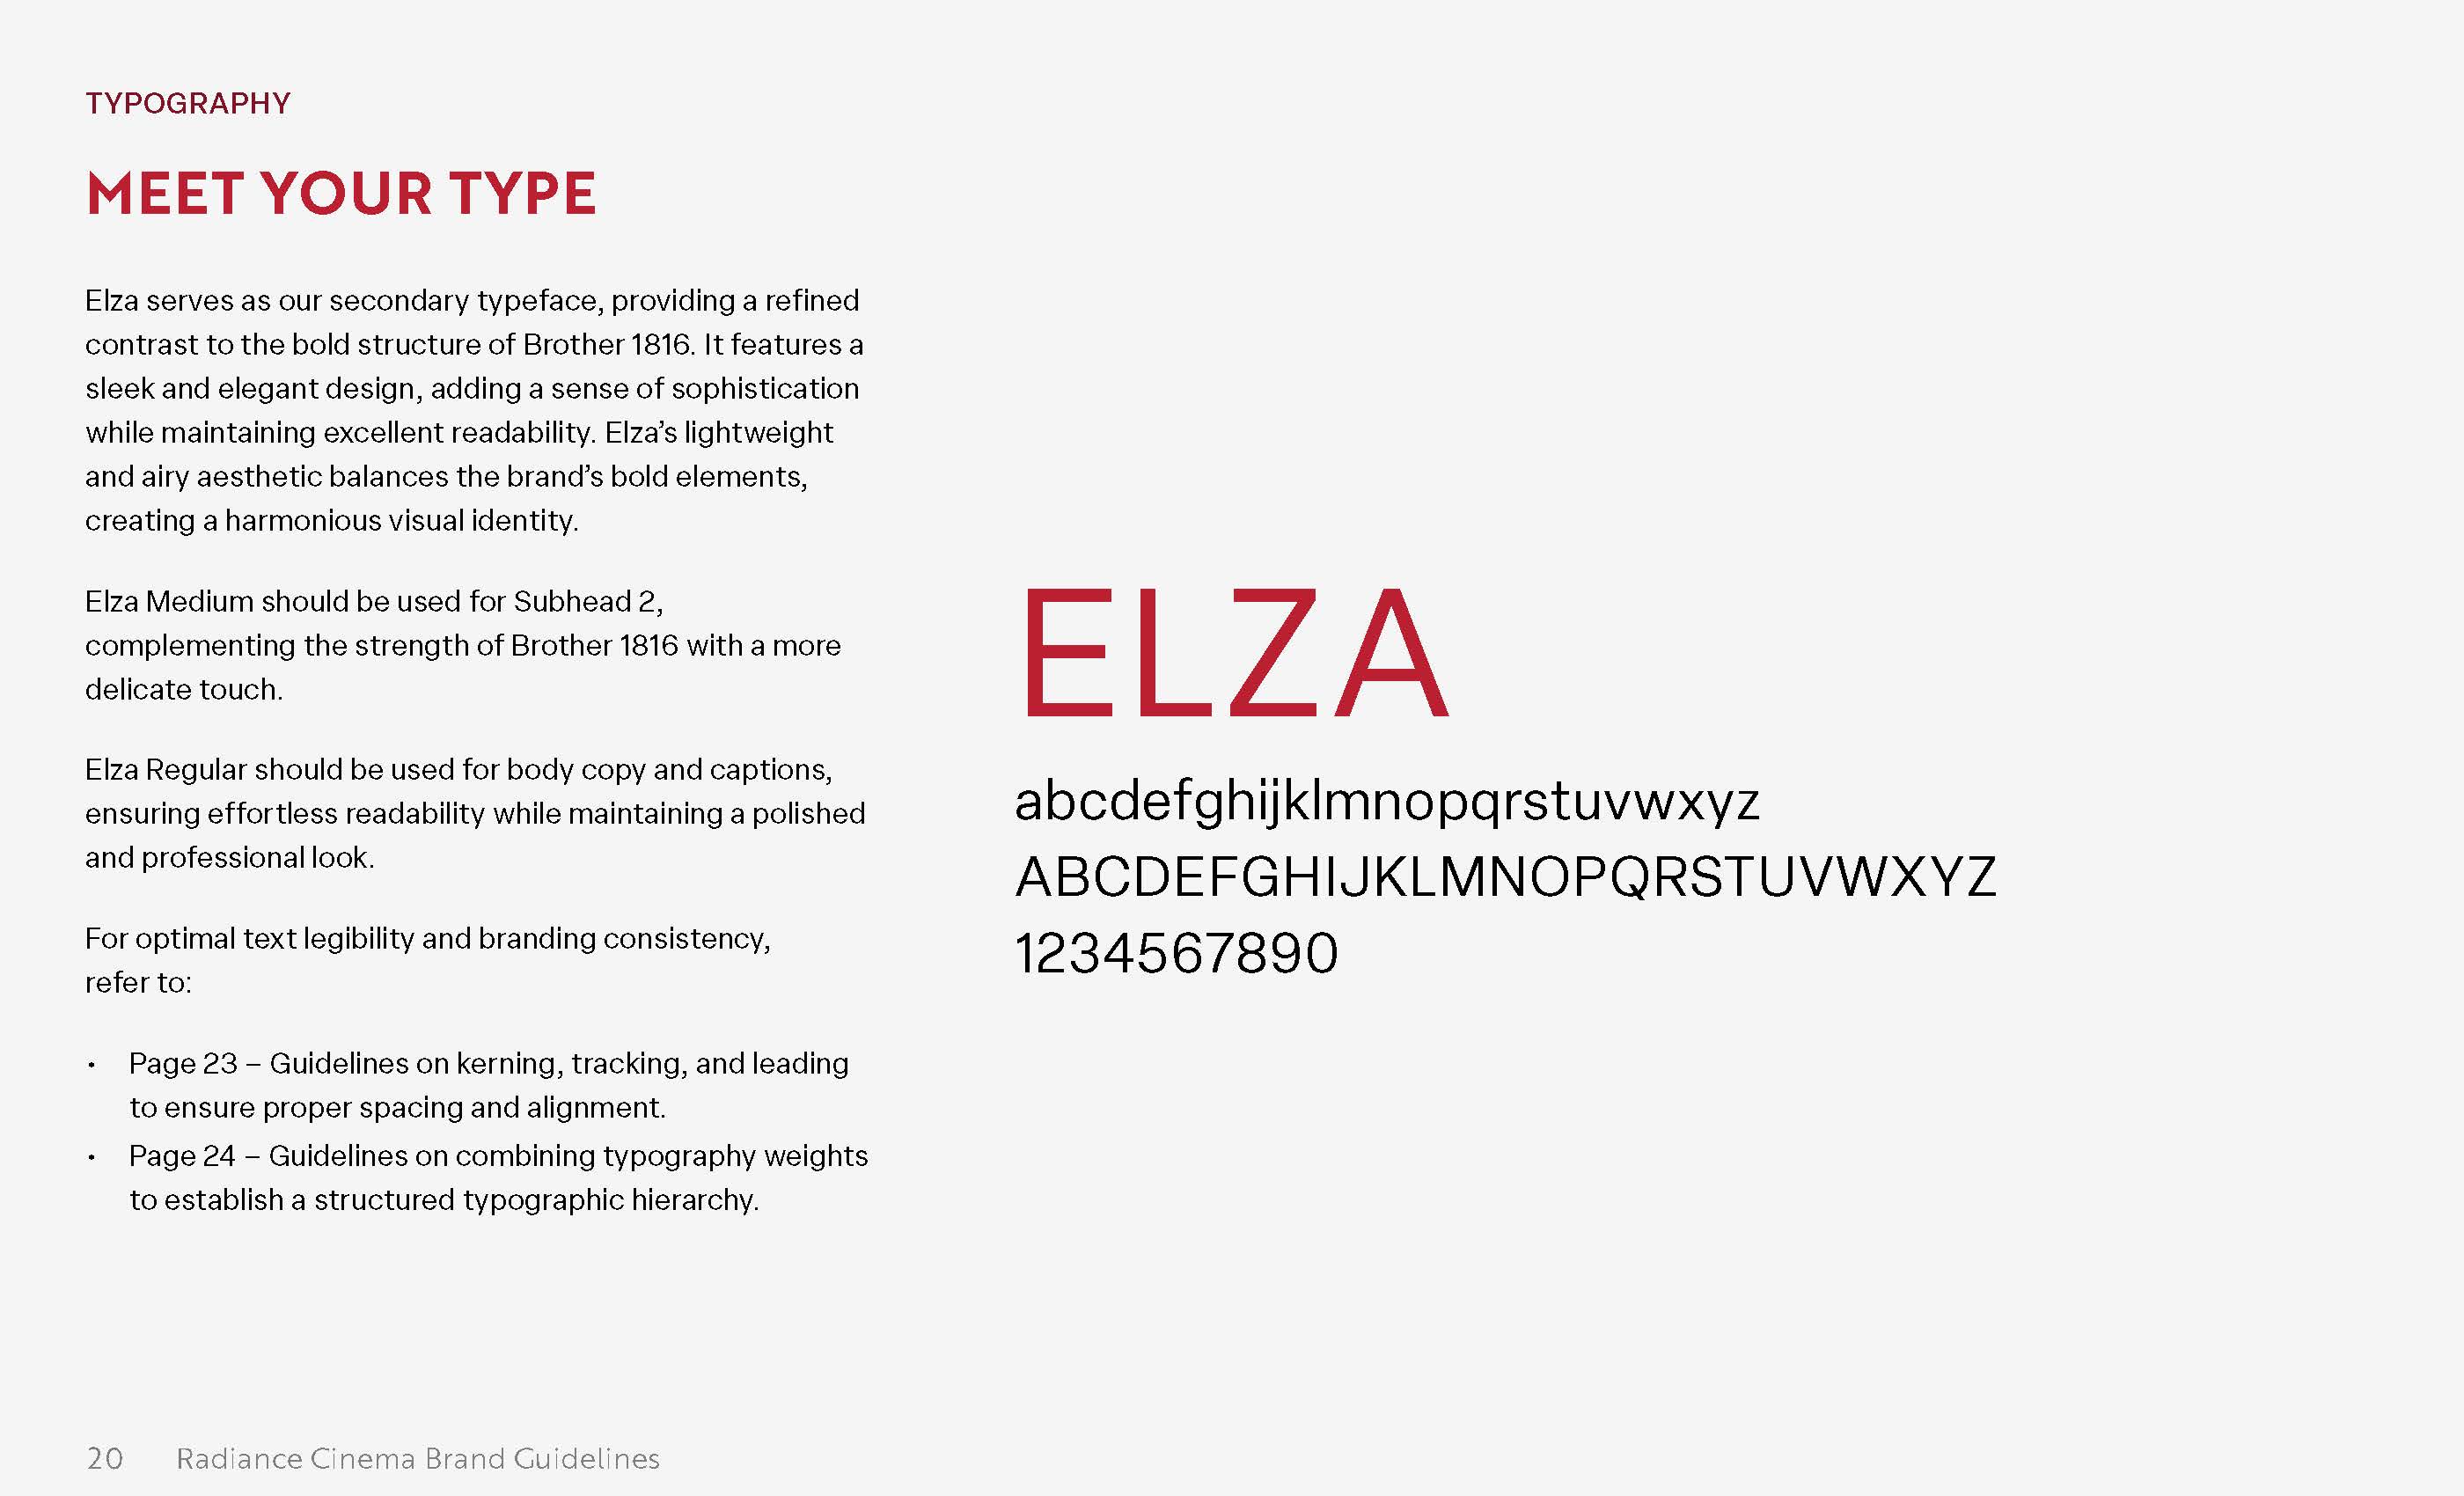 TYPOGRAPHY
MEET YOUR TYPE
Elza serves as our secondary typeface, providing a refined
contrast to the bold structure of Brother 1816. It features a
sleek and elegant design, adding a sense of sophistication
while maintaining excellent readability. Elza’s lightweight
and airy aesthetic balances the brand’s bold elements,
creating a harmonious visual identity.
Elza Medium should be used for Subhead 2,
complementing the strength of Brother 1816 with a more
delicate touch.
Elza Regular should be used for body copy and captions,
ensuring effortless readability while maintaining a polished
and professional look.
For optimal text legibility and branding consistency,
refer to:
• Page 23 – Guidelines on kerning, tracking, and leading
to ensure proper spacing and alignment.
• Page 24 – Guidelines on combining typography weights
to establish a structured typographic hierarchy.
ELZA
abcdefghijklmnopqrstuvwxyz
ABCDEFGHIJKLMNOPQRSTUVWXYZ
1234567890
20 Radiance Cinema Brand Guidelines